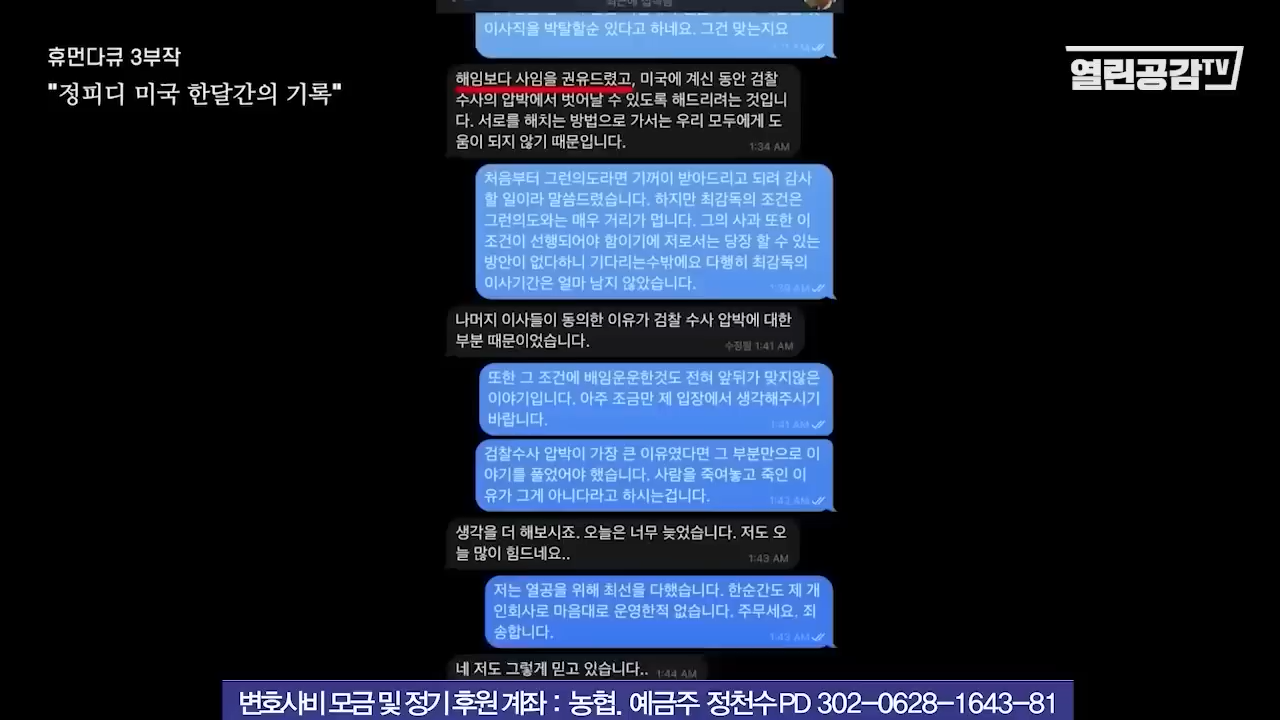 휴먼다큐 3부작
"정피디 미국 한달간의 기록"
열린공감TV
이사직을 박탈할순 있다고 하네요. 그건 맞는지요
해임보다 사임을 권유드렸고, 미국에 계신 동안 검찰
수사의 압박에서 벗어날 수 있도록 해드리려는 것입니
다. 서로를 해치는 방법으로 가서는 우리 모두에게 도
움이 되지 않기 때문입니다.
1:34 AM
처음부터 그런의도라면 기꺼이 받아드리고 되려 감사
할 일이라 말씀드렸습니다. 하지만 최감독의 조건은
그런의도와는 매우 거리가 멉니다. 그의 사과 또한 이
조건이 선행되어야 함이기에 저로서는 당장 할 수 있는
방안이 없다하니 기다리는수밖에요 다행히 최감독의
이사기간은 얼마 남지 않았습니다.
1:39 AM
나머지 이사들이 동의한 이유가 검찰 수사 압박에 대한
부분 때문이었습니다.
수정됨 1:41 AM
또한 그 조건에 배임운운한것도 전혀 앞뒤가 맞지않은
이야기입니다. 아주 조금만 제 입장에서 생각해주시기
바랍니다.
1:41 AM
검찰수사 압박이 가장 큰 이유였다면 그 부분만으로 이
야기를 풀었어야 했습니다. 사람을 죽여놓고 죽인 이
유가 그게 아니다라고 하시는겁니다.
1:42 AM
생각을 더 해보시죠. 오늘은 너무 늦었습니다. 저도 오
늘 많이 힘드네요..
1:43 AM
저는 열공을 위해 최선을 다했습니다. 한순간도 제 개
인회사로 마음대로 운영한적 없습니다. 주무세요. 죄
송합니다.
1:43 AM
네 저도 그렇게 믿고 있습니다..
1:44 AM
변호사비 모금 및 정기 후원 계좌 : 농협. 예금주 정천수PD 302-0628-1643-81